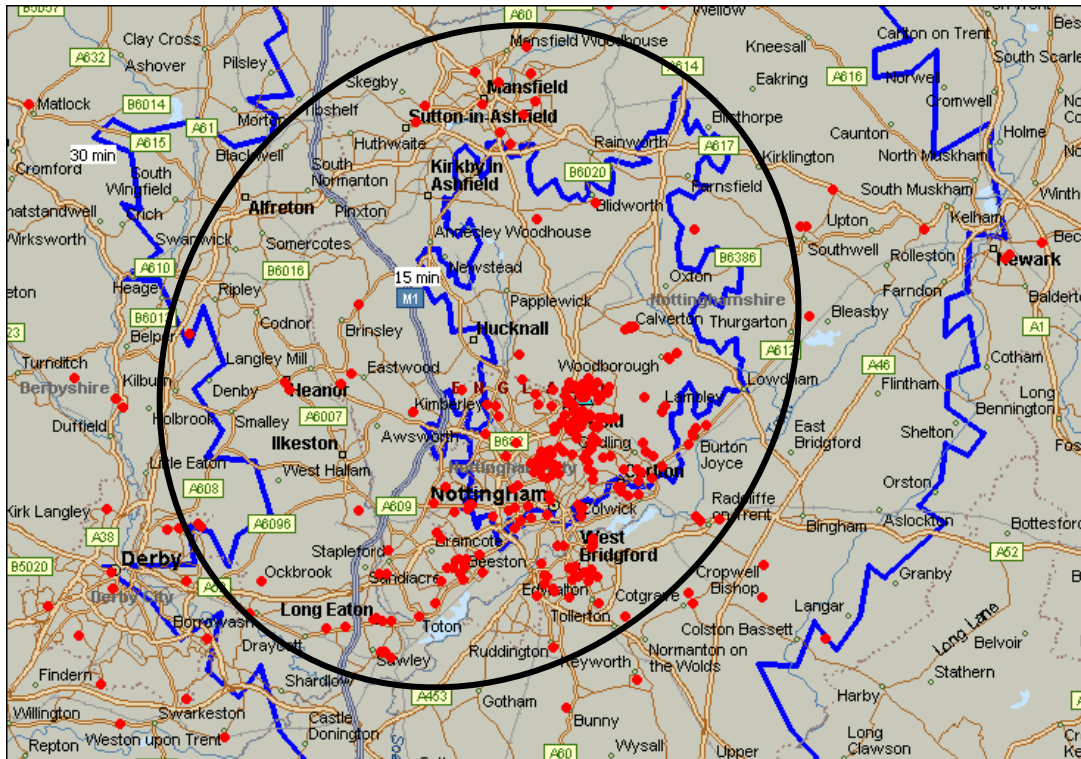 B5057
A60
Wellow
Clay Cross
Mansfield Woodhouse
Kneesall
Carlton on Trent
A632
Ashover
Pilsley
A614
South Scarle
Skegby
Eakring
A616
Norwell
Matlock
B6014
Tibshelf
Mansfield
Cromwell
A61
Morton
Sutton-in-Ashfield
Bilsthorpe
Caunton
Holme
A615
Huthwaite
Rainworth
A617
30 min
Blackwell
Kirklington
North Muskham
Cromford
South
Wingfield
South
Normanton
Kirkby in
Ashfield
B6020
Farnsfield
South Muskham
Alfreton
Pinxton
Blidworth
Kelham
Crich
Upton
Wirksworth
Swanwick
Annesley Woodhouse
Southwell
Rolleston
Newark
Somercotes
B6386
A610
B6016
Newstead
15 min
Oxton
Heage
Ripley
M1
Papplewick
Nottinghamshire
Farndon
Codnor
Brinsley
Calverton
Thurgarton
Bleasby
A1
Belper
Hucknall
A612
A46
Cotham
Turnditch
Langley Mill
Eastwood
Woodborough
Derbyshire
Kilburn
Denby
Heanor
Lowdham
Flintham
Long
Bennington
Holbrook
A6007
Kimberley
Lambley
Duffield
Smalley
Awsworth
East
Bridgford
Shelton
Ilkeston
Burton
Joyce
Little Eaton
West Hallam
Carlton
A608
Nottingham
Orston
Kirk Langley
A6096
A609
Colwick
Bingham
Aslockton
Bottesford
A38
Stapleford
Bramcote
West
Bridgford
A52
B5020
Derby
Ockbrook
Sandiacre
Beeston
Cropwell
Bishop
Granby
Derby City
Long Eaton
Edwalton
Cotgrave
Langar
Borrowash
Toton
Tollerton
Colston Bassett
Long Lane
Belvoir
Draycott
Ruddington
Normanton on
the Wolds
Findern
Sawley
Keyworth
Stathern
Shardlow
A453
Gotham
Harby
Willington
Swarkeston
Castle
Donington
Bunny
Weston upon Trent
Long
Clawson
Repton
A60
Wysall
Upper